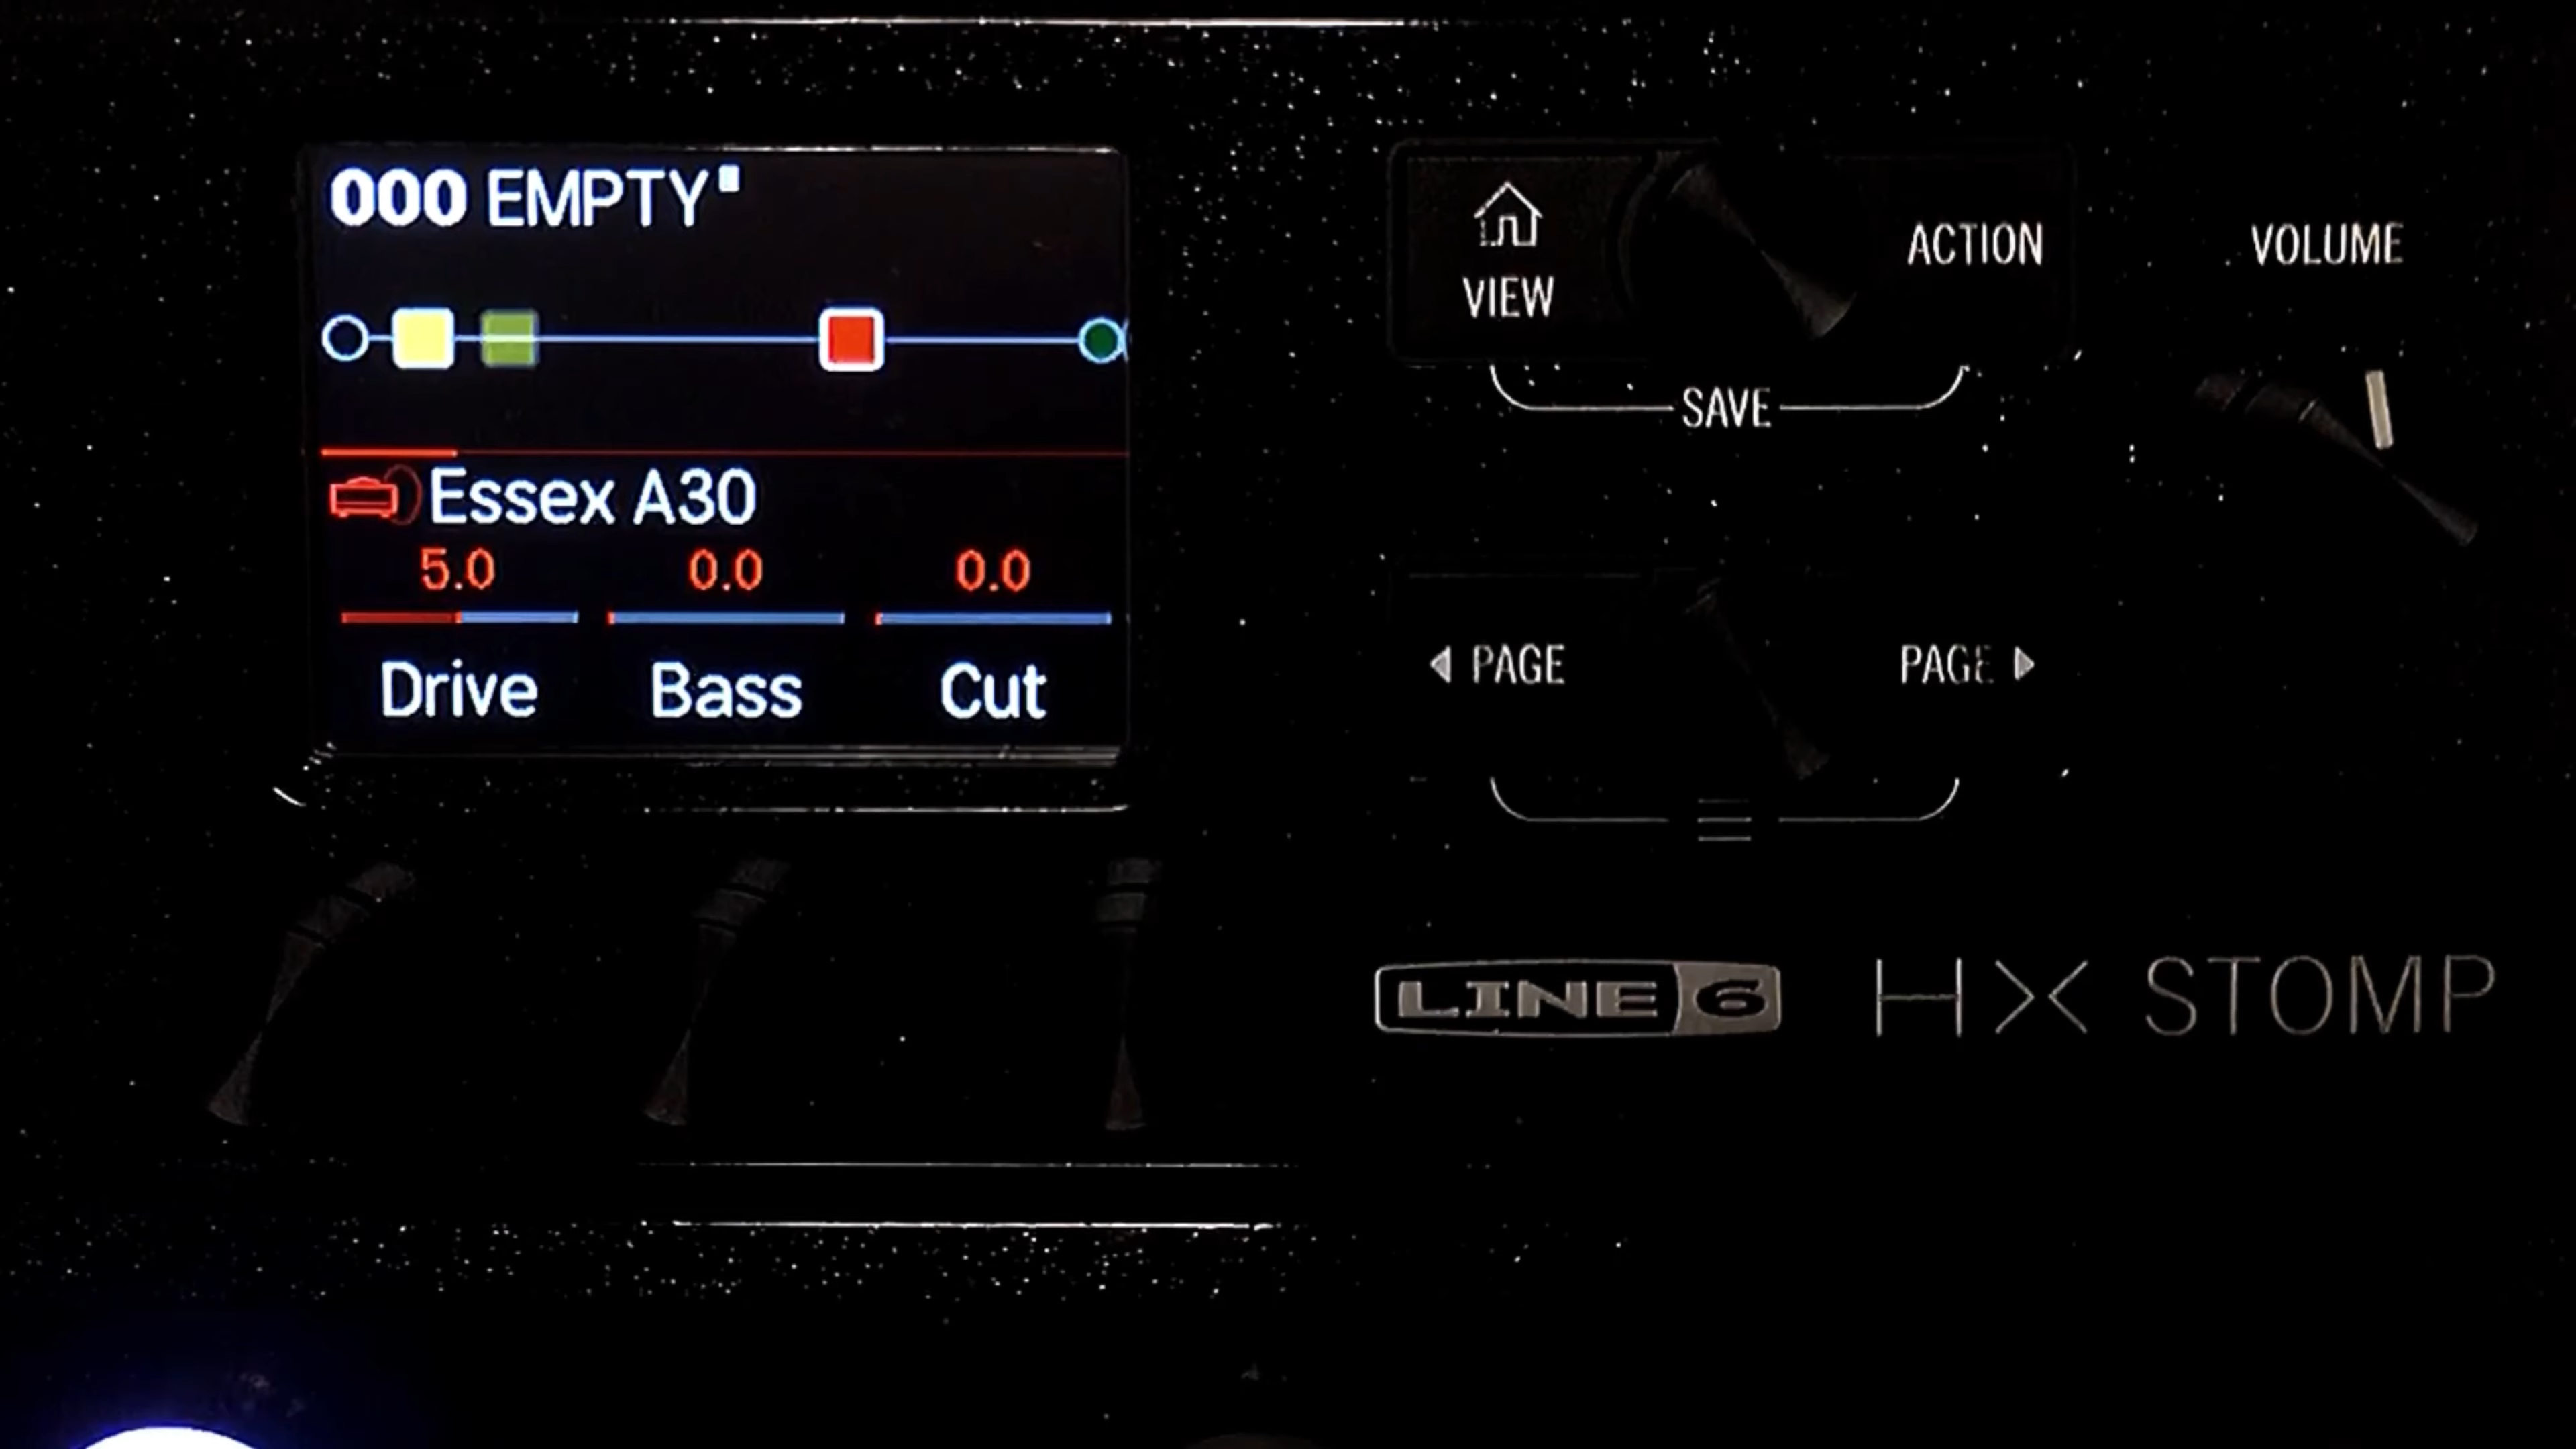 000 EMPTY
Essex A30
5.0 0.0 0.0
Drive Bass Cut
VIEW
ACTION
SAVE
VOLUME
PAGE
PAGE
LINE 6
HX STOMP